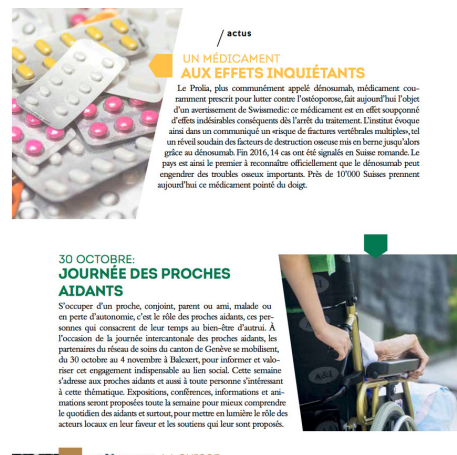 actus
UN MÉDICAMENT
AUX EFFETS INQUIÉTANTS
Le Prolia, plus communément appelé dénosumab, médicament cou-
ramment prescrit pour lutter contre l'ostéoporose, fait aujourd'hui l'objet
d'un avertissement de Swissmedic: ce médicament est en effet soupçonné
d'effets indésirables conséquents dès l'arrêt du traitement. L'institut évoque
ainsi dans un communiqué un «risque de fractures vertébrales multiples», tel
un réveil soudain des facteurs de destruction osseuse mis en berne jusqu'alors
grâce au dénosumab. Fin 2016, 14 cas ont été signalés en Suisse romande. Le
pays est ainsi le premier à reconnaître officiellement que le dénosumab peut
engendrer des troubles osseux importants. Près de 10'000 Suisses prennent
aujourd'hui ce médicament pointé du doigt.
30 OCTOBRE:
JOURNÉE DES PROCHES
AIDANTS
S'occuper d'un proche, conjoint, parent ou ami, malade ou
en perte d'autonomie, c'est le rôle des proches aidants, ces per-
sonnes qui consacrent de leur temps au bien-être d'autrui. À
l'occasion de la journée intercantonale des proches aidants, les
partenaires du réseau de soins du canton de Genève se mobilisent,
du 30 octobre au 4 novembre à Balexert, pour informer et valo-
riser cet engagement indispensable au lien social. Cette semaine
s'adresse aux proches aidants et aussi à toute personne s'intéressant
à cette thématique. Expositions, conférences, informations et ani-
mations seront proposées toute la semaine pour mieux comprendre
le quotidien des aidants et surtout, pour mettre en lumière le rôle des
acteurs locaux en leur faveur et les soutiens qui leur sont proposés.